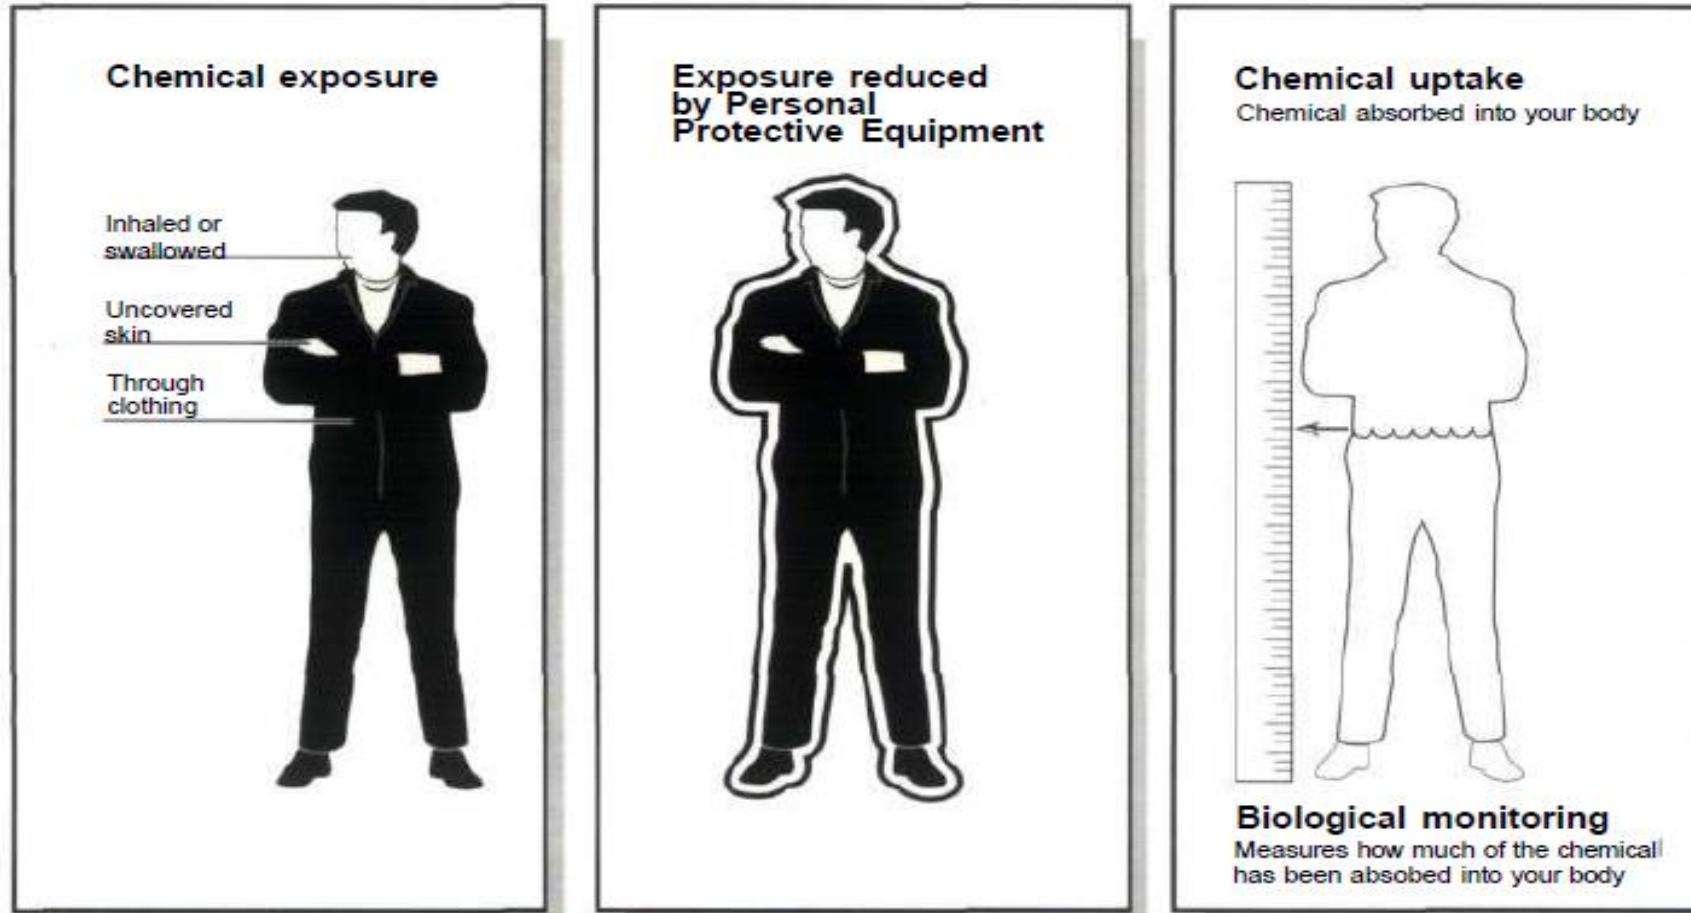 Chemical exposure
Inhaled or
swallowed
Uncovered
skin
Through
clothing
Exposure reduced
by Personal
Protective Equipment
Chemical uptake
Chemical absorbed into your body
Biological monitoring
Measures how much of the chemical
has been absobed into your body